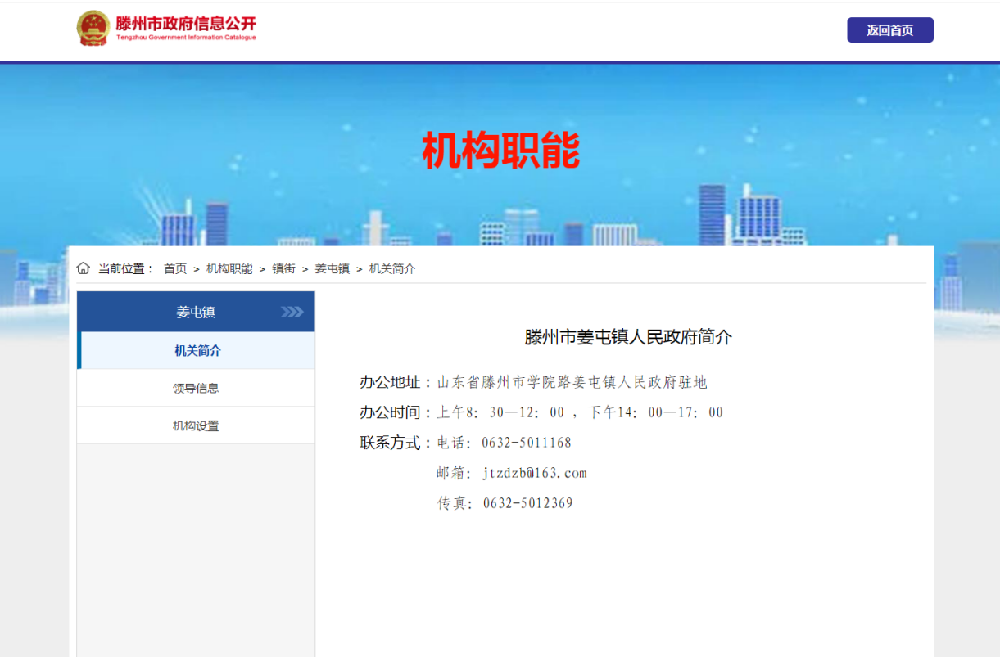 滕州市政府信息公开
Tengzhou Government Information Catalogue
返回首页
机构职能
当前位置： 首页 > 机构职能 > 镇街 > 姜屯镇 > 机关简介
姜屯镇
机关简介
领导信息
机构设置
滕州市姜屯镇人民政府简介
办公地址：山东省滕州市学院路姜屯镇人民政府驻地
办公时间：上午8：30—12：00 ，下午14：00—17：00
联系方式：电话：0632-5011168
邮箱：jtzdzb@163.com
传真：0632-5012369